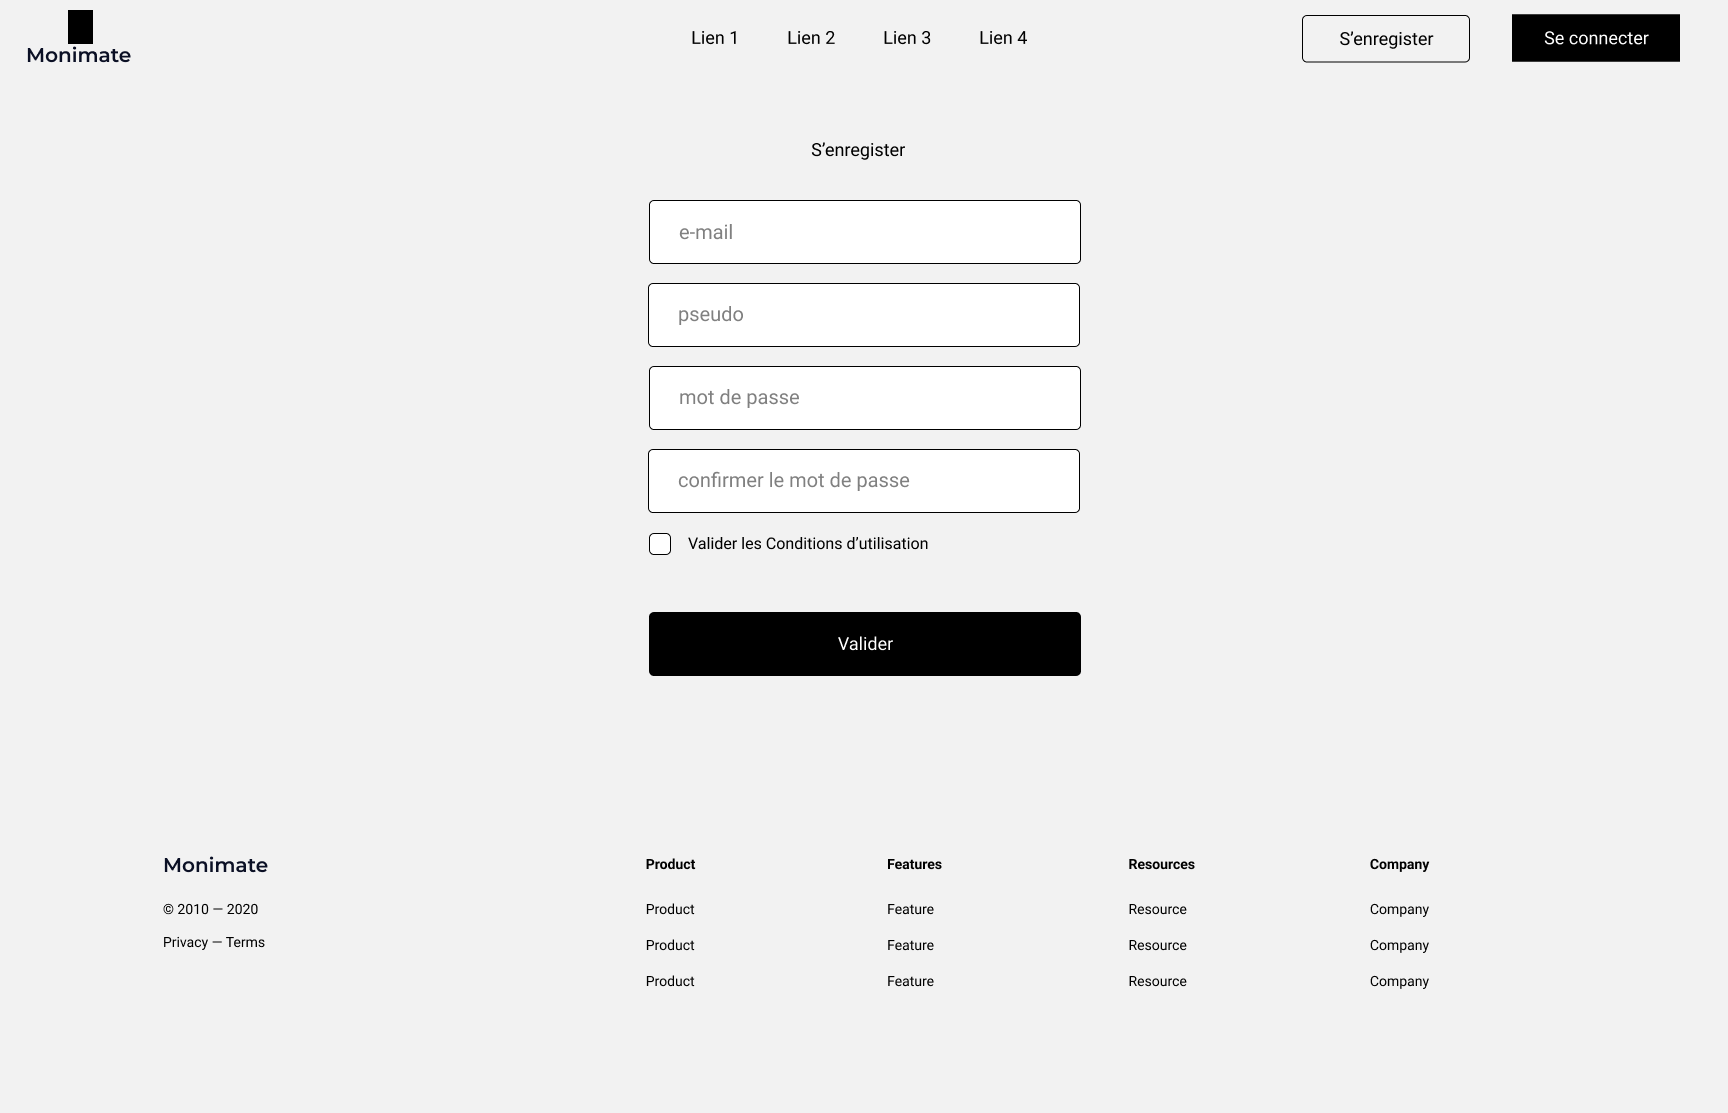 Monimate
Lien 1
Lien 2
Lien 3
Lien 4
S’enregister
Se connecter
S’enregister
e-mail
pseudo
mot de passe
confirmer le mot de passe
Valider les Conditions d’utilisation
Valider
Monimate
© 2010 — 2020
Privacy — Terms
Product
Product
Product
Product
Features
Feature
Feature
Feature
Resources
Resource
Resource
Resource
Company
Company
Company
Company